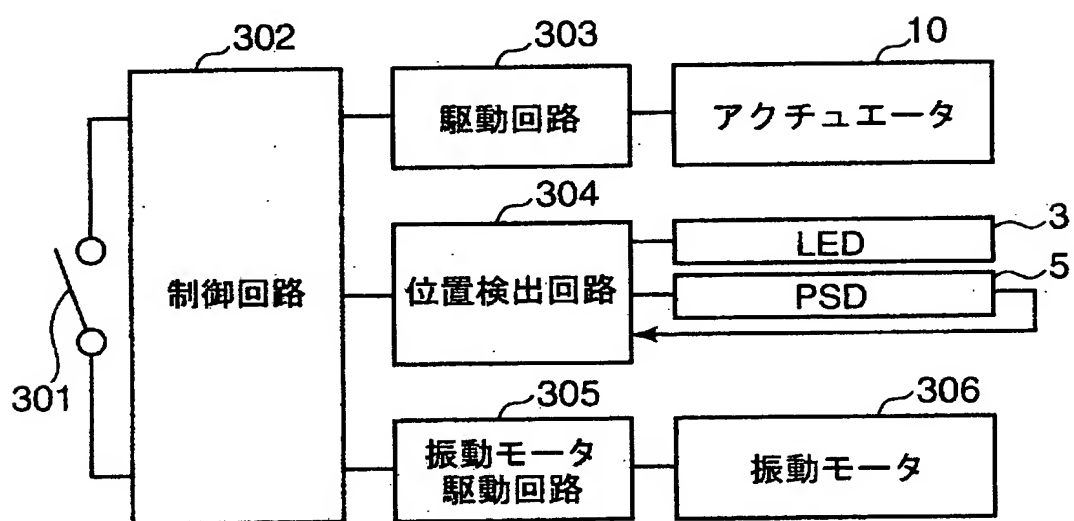 302
303
10
駆動回路
アクチュエータ
304
3
LED
5
制御回路
位置検出回路
PSD
301
305
306
振動モータ
駆動回路
振動モータ